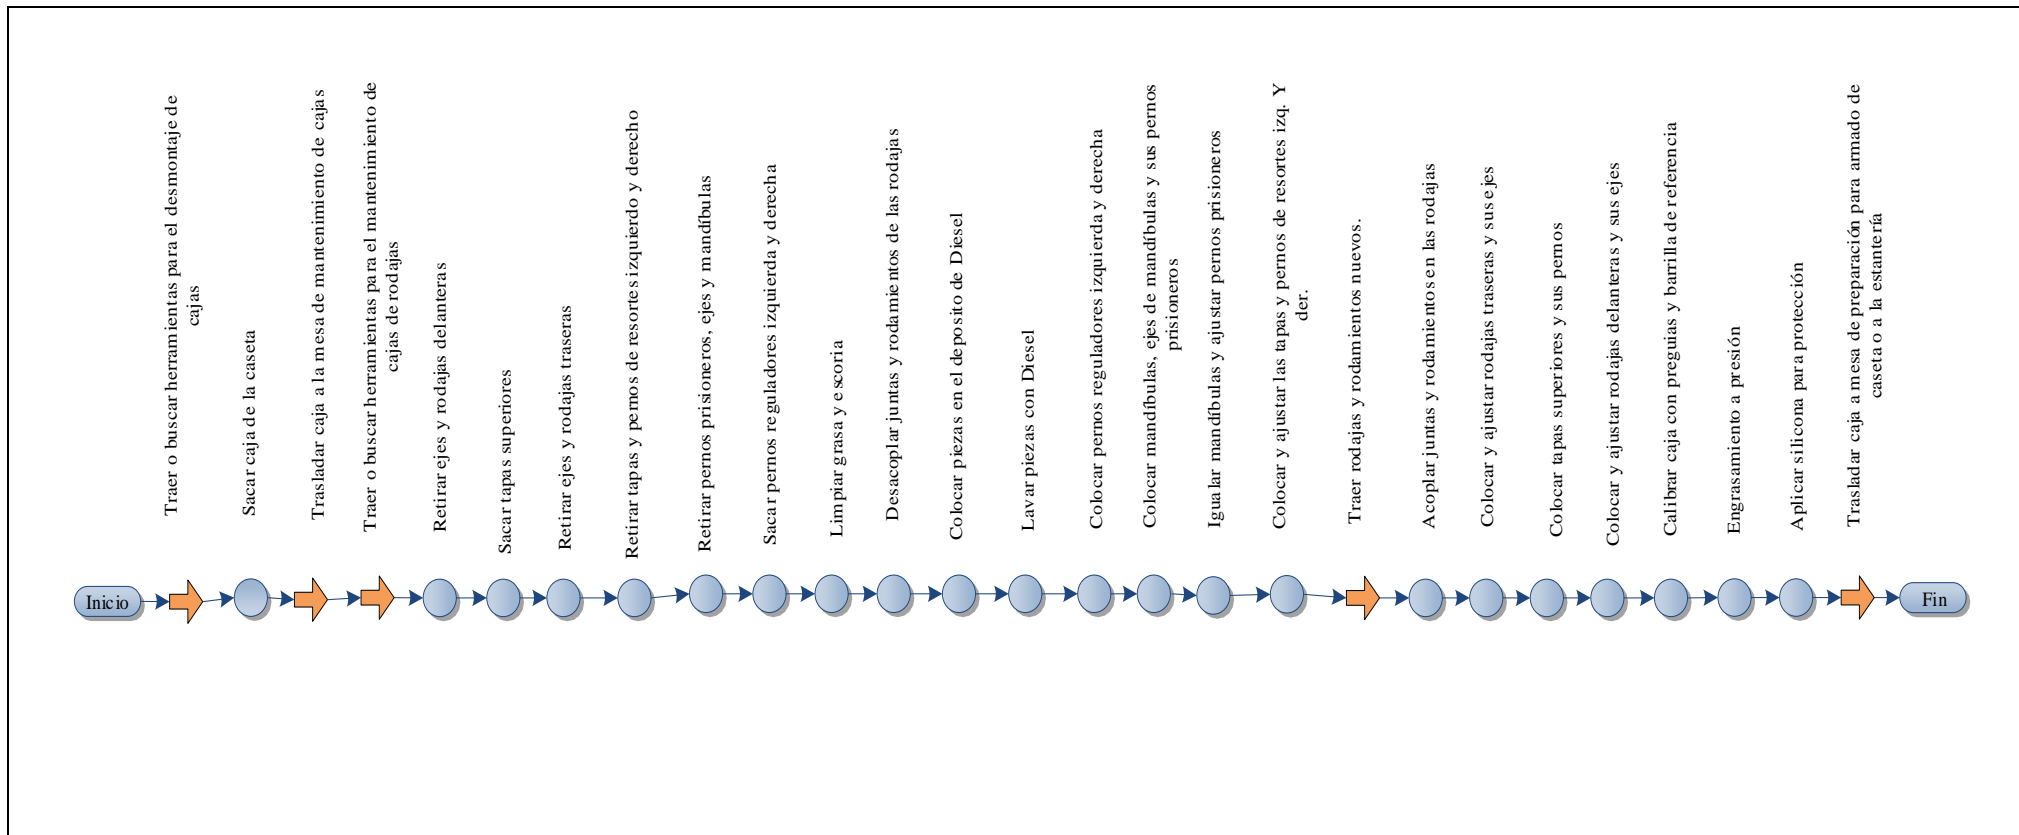 Inicio
Traer o buscar herramientas para el desmontaje de
cajas
Sacar caja de la caseta
Trasladar caja a la mesa de mantenimiento de cajas
Traer o buscar herramientas para el mantenimiento de
cajas de rodajas
Retirar ejes y rodajas delanteras
Sacar tapas superiores
Retirar ejes y rodajas traseras
Retirar tapas y pernos de resortes izquierdo y derecho
Retirar pernos prisioneros, ejes y mandíbulas
Sacar pernos reguladores izquierda y derecha
Limpiar grasa y escoria
Desacoplar juntas y rodamientos de las rodajas
Colocar piezas en el deposito de Diesel
Lavar piezas con Diesel
Colocar pernos reguladores izquierda y derecha
Colocar mandíbulas, ejes de mandíbulas y sus pernos
prisioneros
Igualar mandíbulas y ajustar pernos prisioneros
Colocar y ajustar las tapas y pernos de resortes izq. Y
der.
Traer rodajas y rodamientos nuevos.
Acoplar juntas y rodamientos en las rodajas
Colocar y ajustar rodajas traseras y sus ejes
Colocar tapas superiores y sus pernos
Colocar y ajustar rodajas delanteras y sus ejes
Calibrar caja con preguias y barrilla de referencia
Engrasamiento a presión
Aplicar silicona para protección
Trasladar caja a mesa de preparación para armado de
caseta o a la estantería
Fin